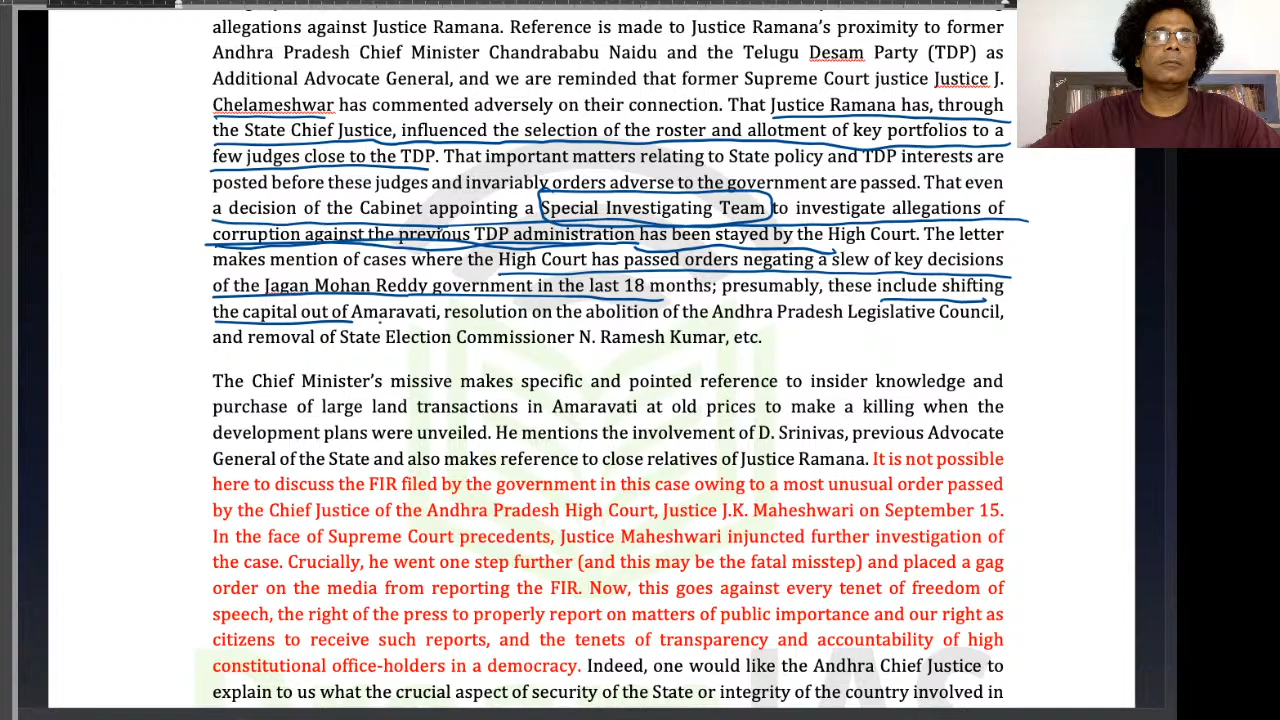 allegations against Justice Ramana. Reference is made to Justice Ramana’s proximity to former
Andhra Pradesh Chief Minister Chandrababu Naidu and the Telugu Desam Party (TDP) as
Additional Advocate General, and we are reminded that former Supreme Court justice Justice J.
Chelameshwar has commented adversely on their connection. That Justice Ramana has, through
the State Chief Justice, influenced the selection of the roster and allotment of key portfolios to a
few judges close to the TDP. That important matters relating to State policy and TDP interests are
posted before these judges and invariably orders adverse to the government are passed. That even
a decision of the Cabinet appointing a Special Investigating Team to investigate allegations of
corruption against the previous TDP administration has been stayed by the High Court. The letter
makes mention of cases where the High Court has passed orders negating a slew of key decisions
of the Jagan Mohan Reddy government in the last 18 months; presumably, these include shifting
the capital out of Amaravati, resolution on the abolition of the Andhra Pradesh Legislative Council,
and removal of State Election Commissioner N. Ramesh Kumar, etc.
The Chief Minister’s missive makes specific and pointed reference to insider knowledge and
purchase of large land transactions in Amaravati at old prices to make a killing when the
development plans were unveiled. He mentions the involvement of D. Srinivas, previous Advocate
General of the State and also makes reference to close relatives of Justice Ramana. It is not possible
here to discuss the FIR filed by the government in this case owing to a most unusual order passed
by the Chief Justice of the Andhra Pradesh High Court, Justice J.K. Maheshwari on September 15.
In the face of Supreme Court precedents, Justice Maheshwari injuncted further investigation of
the case. Crucially, he went one step further (and this may be the fatal misstep) and placed a gag
order on the media from reporting the FIR. Now, this goes against every tenet of freedom of
speech, the right of the press to properly report on matters of public importance and our right as
citizens to receive such reports, and the tenets of transparency and accountability of high
constitutional office-holders in a democracy. Indeed, one would like the Andhra Chief Justice to
explain to us what the crucial aspect of security of the State or integrity of the country involved in